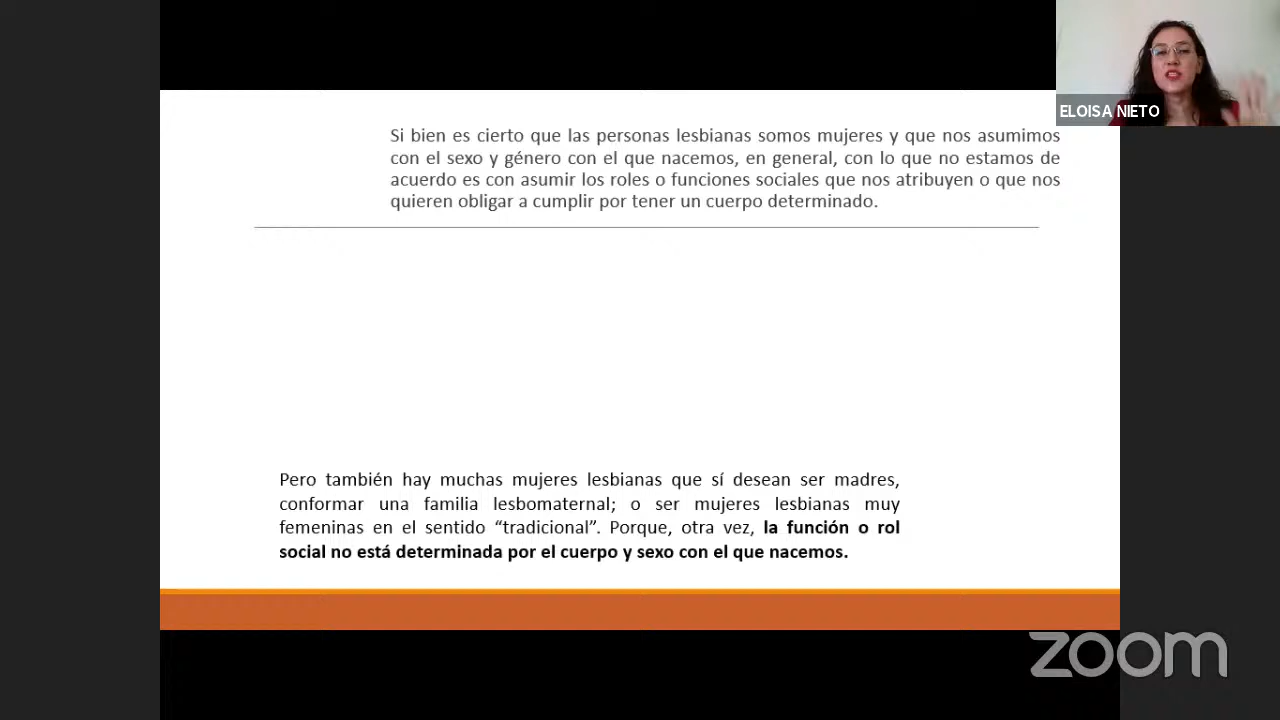 ELOISA NIETO
Si bien es cierto que las personas lesbianas somos mujeres y que nos asumimos
con el sexo y género con el que nacemos, en general, con lo que no estamos de
acuerdo es con asumir los roles o funciones sociales que nos atribuyen o que nos
quieren obligar a cumplir por tener un cuerpo determinado.
Pero también hay muchas mujeres lesbianas que sí desean ser madres,
conformar una familia lesbomaternal; o ser mujeres lesbianas muy
femeninas en el sentido “tradicional”. Porque, otra vez, la función o rol
social no está determinada por el cuerpo y sexo con el que nacemos.
zoom